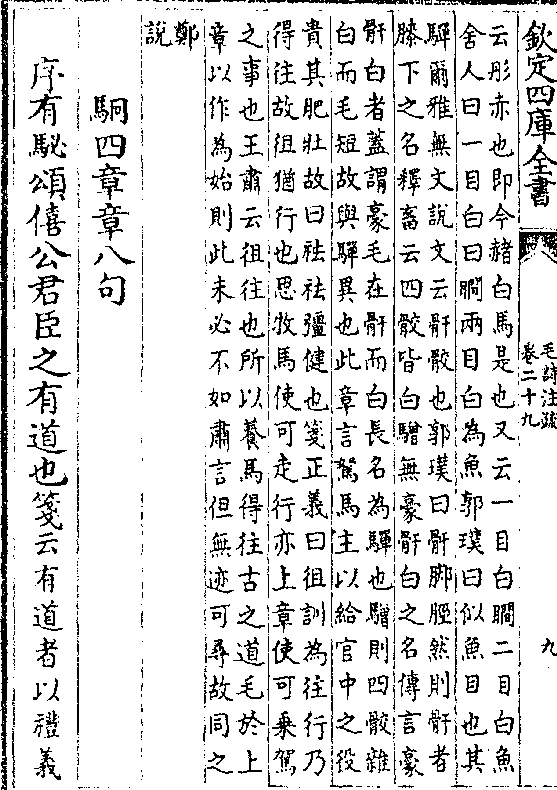 欽定四庫全書
毛詩注疏
卷二十九
九
云彤赤也即今赭白馬是也又云一目白瞷二目白魚
舍人曰一目白曰瞷兩目白為魚郭璞曰似魚目也其
驒爾雅無文說文云骭骹也郭璞曰骭脚脛然則骭者
膝下之名釋畜云四骹皆白驓無豪骭白之名傳言豪
骭白者蓋謂豪毛在骭而白長名為驒也驓則四骹雜
白而毛短故與驒異也此章言駑馬主以給官中之役
貴其肥壯故曰祛祛彊健也箋正義曰徂訓為往行乃
得往故徂猶行也思牧馬使可走行亦上章使可乗駕
之事也王肅云徂往也所以養馬得往古之道毛於上
章以作為始則此未必不如肅言但無迹可尋故同之
鄭
說
駉四章章八句
序有駜頌僖公君臣之有道也箋云有道者以禮義